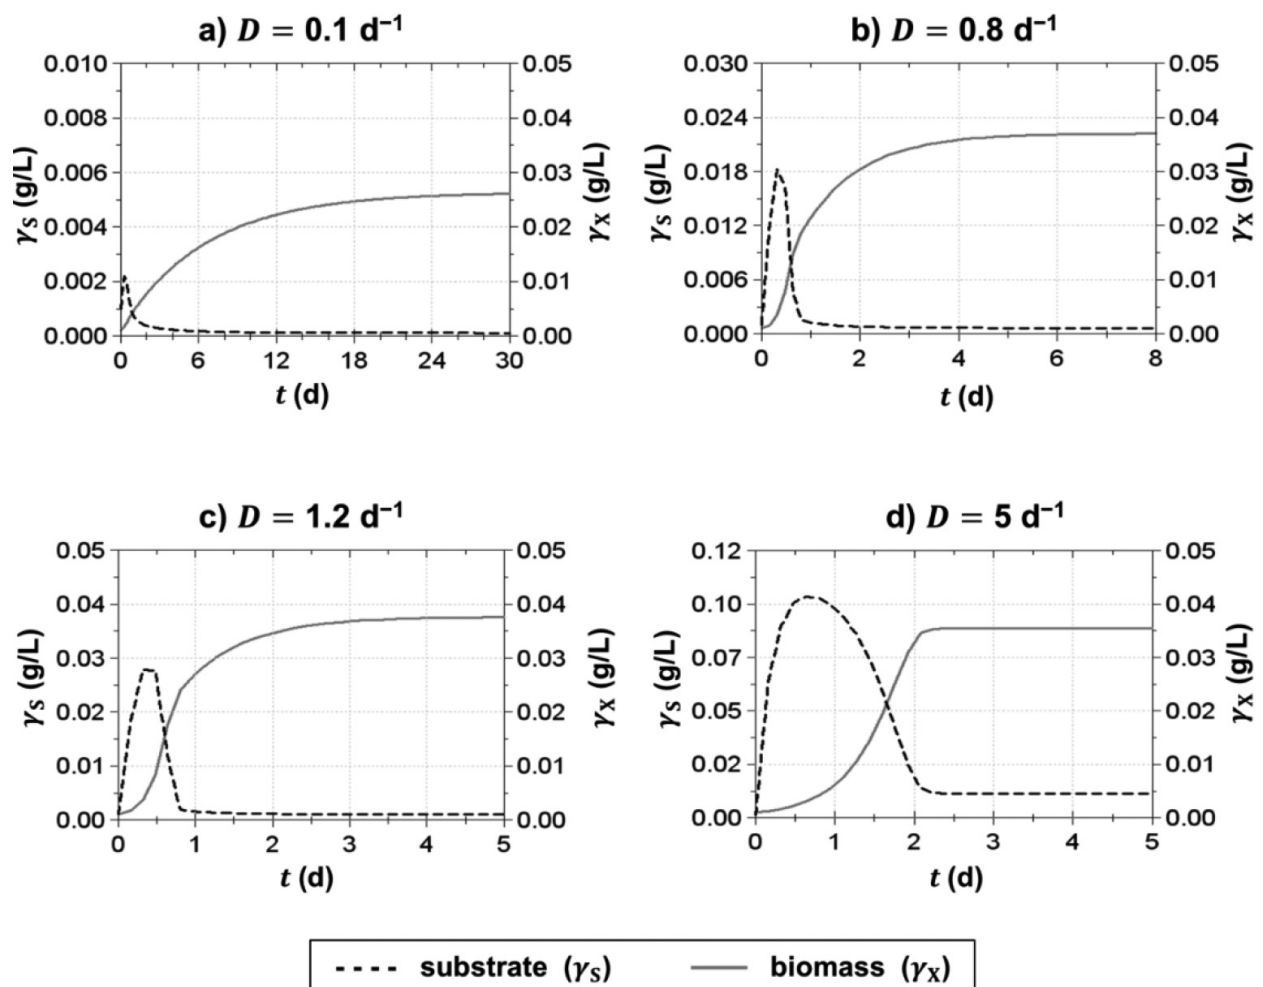 a) D = 0.1 d⁻¹
0.010
0.008
0.006
0.004
0.002
0.000
γS (g/L)
0.05
0.04
0.03
0.02
0.01
0.00
γX (g/L)
0 6 12 18 24 30
t (d)
b) D = 0.8 d⁻¹
0.030
0.024
0.018
0.012
0.006
0.000
γS (g/L)
0.05
0.04
0.03
0.02
0.01
0.00
γX (g/L)
0 2 4 6 8
t (d)
c) D = 1.2 d⁻¹
0.05
0.04
0.03
0.02
0.01
0.00
γS (g/L)
0.05
0.04
0.03
0.02
0.01
0.00
γX (g/L)
0 1 2 3 4 5
t (d)
d) D = 5 d⁻¹
0.12
0.10
0.07
0.05
0.02
0.00
γS (g/L)
0.05
0.04
0.03
0.02
0.01
0.00
γX (g/L)
0 1 2 3 4 5
t (d)
substrate (γS) biomass (γX)